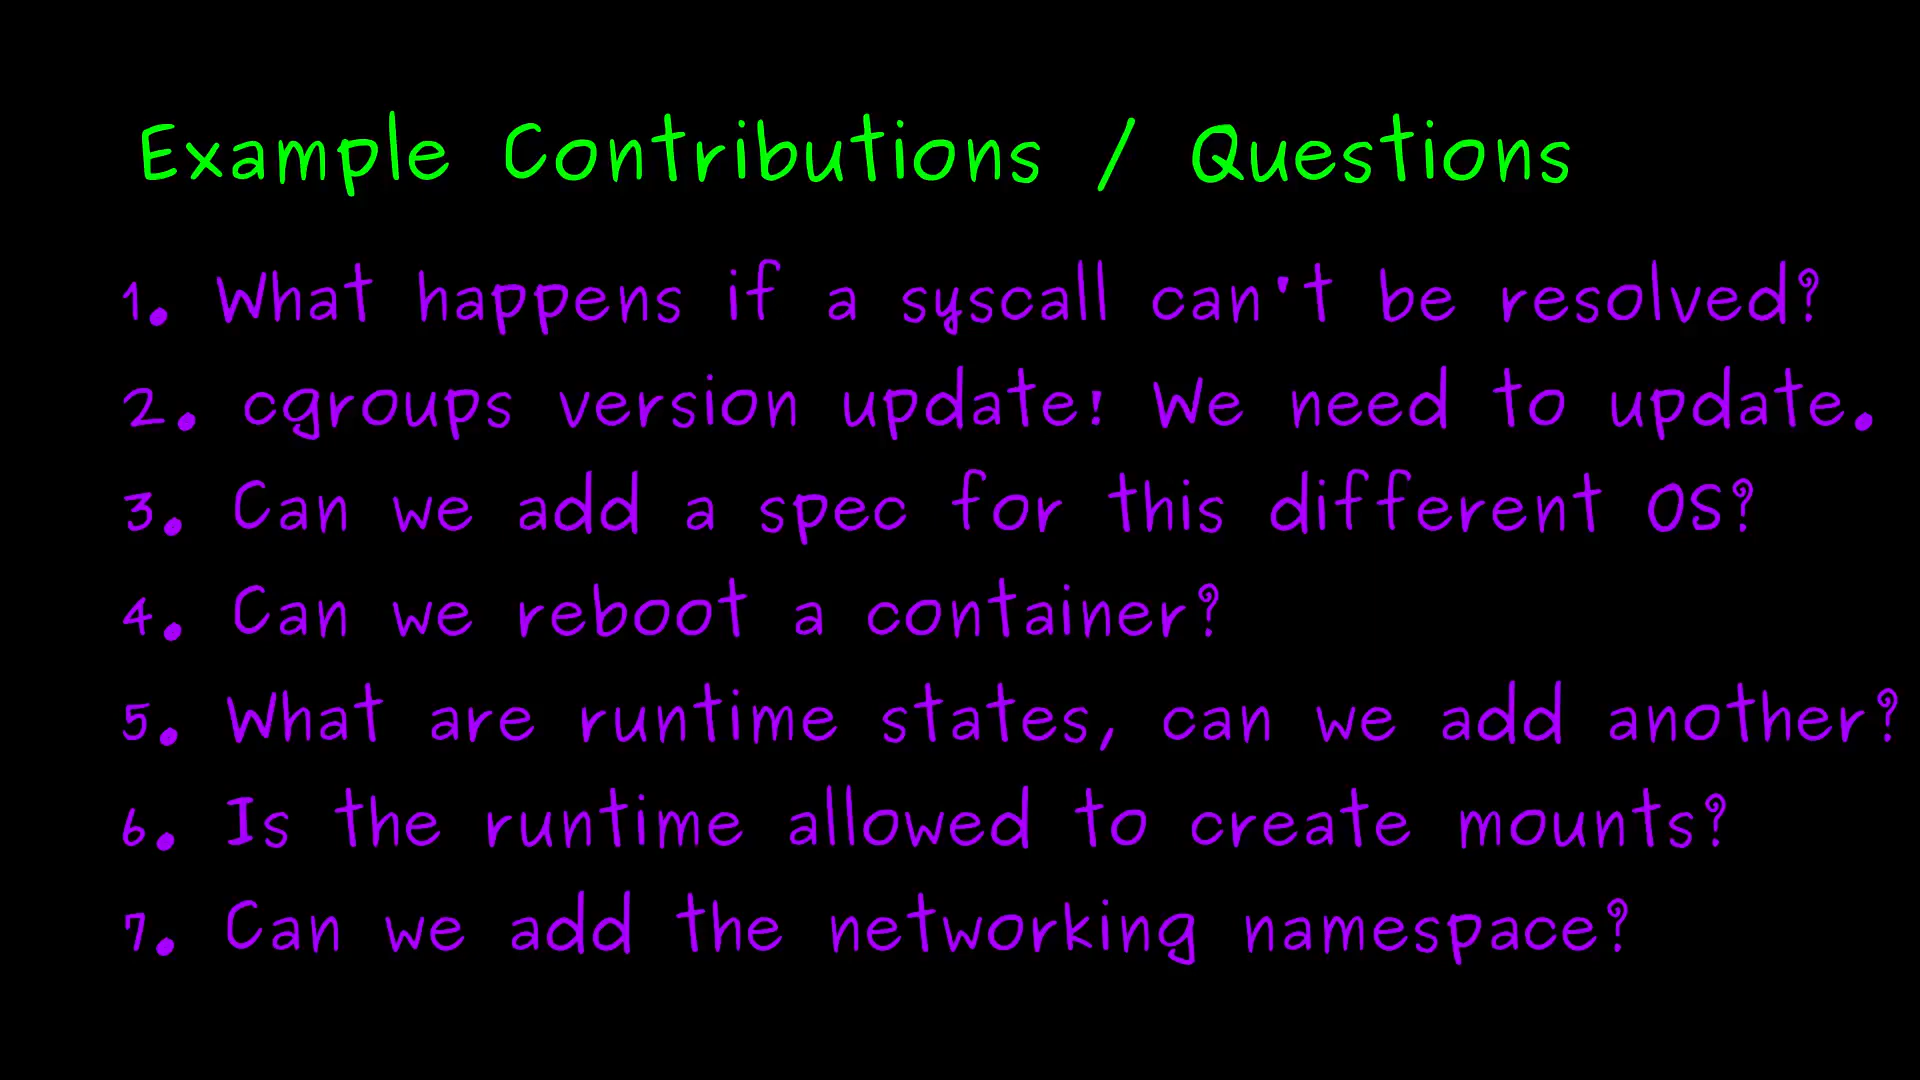 Example Contributions / Questions
1. What happens if a syscall can't be resolved?
2. cgroups version update! We need to update.
3. Can we add a spec for this different OS?
4. Can we reboot a container?
5. What are runtime states, can we add another?
6. Is the runtime allowed to create mounts?
7. Can we add the networking namespace?